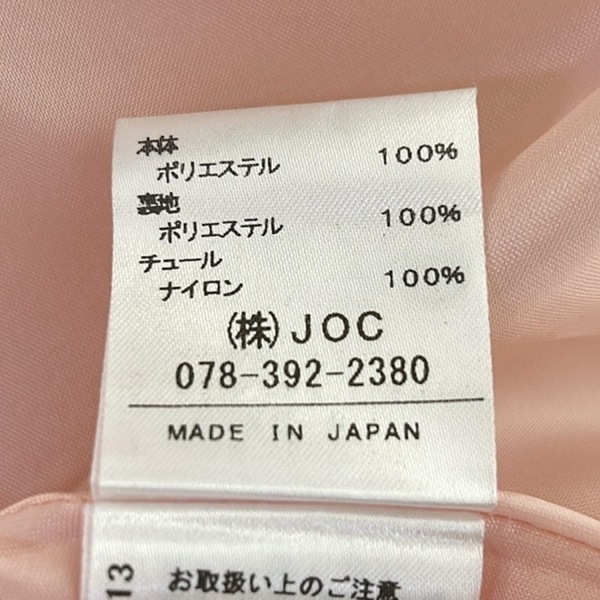 本体
ポリエステル 100%
裏地
ポリエステル 100%
チュール
ナイロン 100%
(株)JOC
078-392-2380
MADE IN JAPAN
13
お取扱い上のご注意